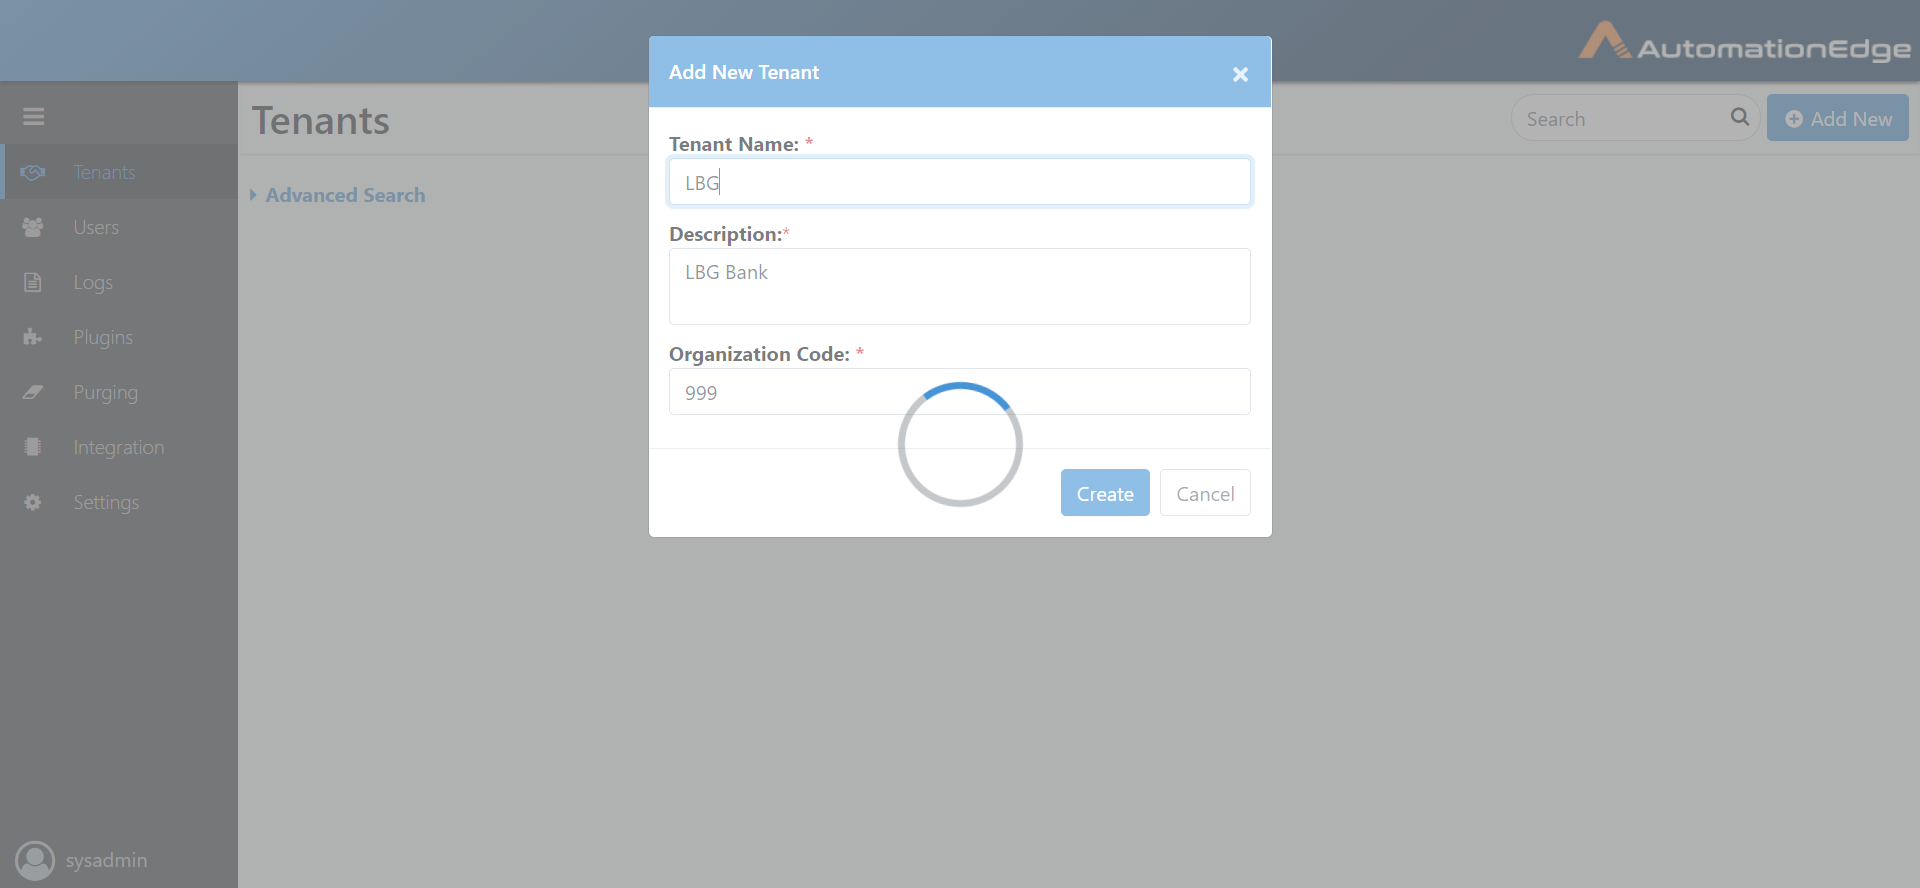 AutomationEdge
Tenants
Users
Logs
Plugins
Purging
Integration
Settings
sysadmin
Tenants
Search
Add New
Advanced Search
Add New Tenant
Tenant Name: *
LBG
Description:*
LBG Bank
Organization Code: *
999
Create
Cancel